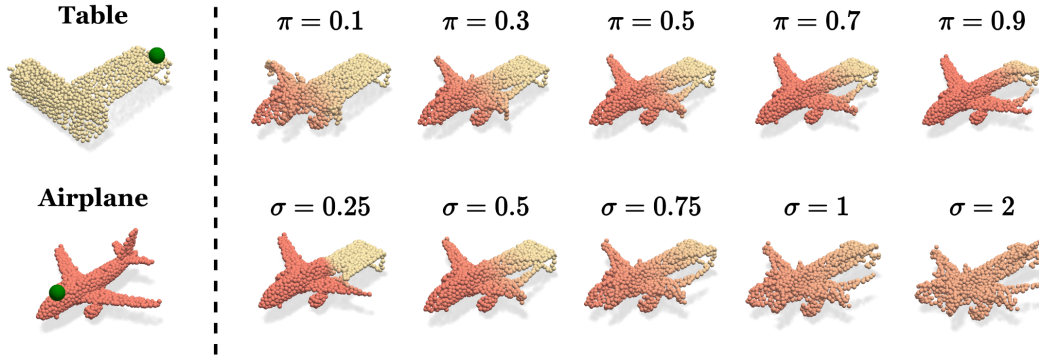 Table
π = 0.1 π = 0.3 π = 0.5 π = 0.7 π = 0.9
Airplane
σ = 0.25 σ = 0.5 σ = 0.75 σ = 1 σ = 2